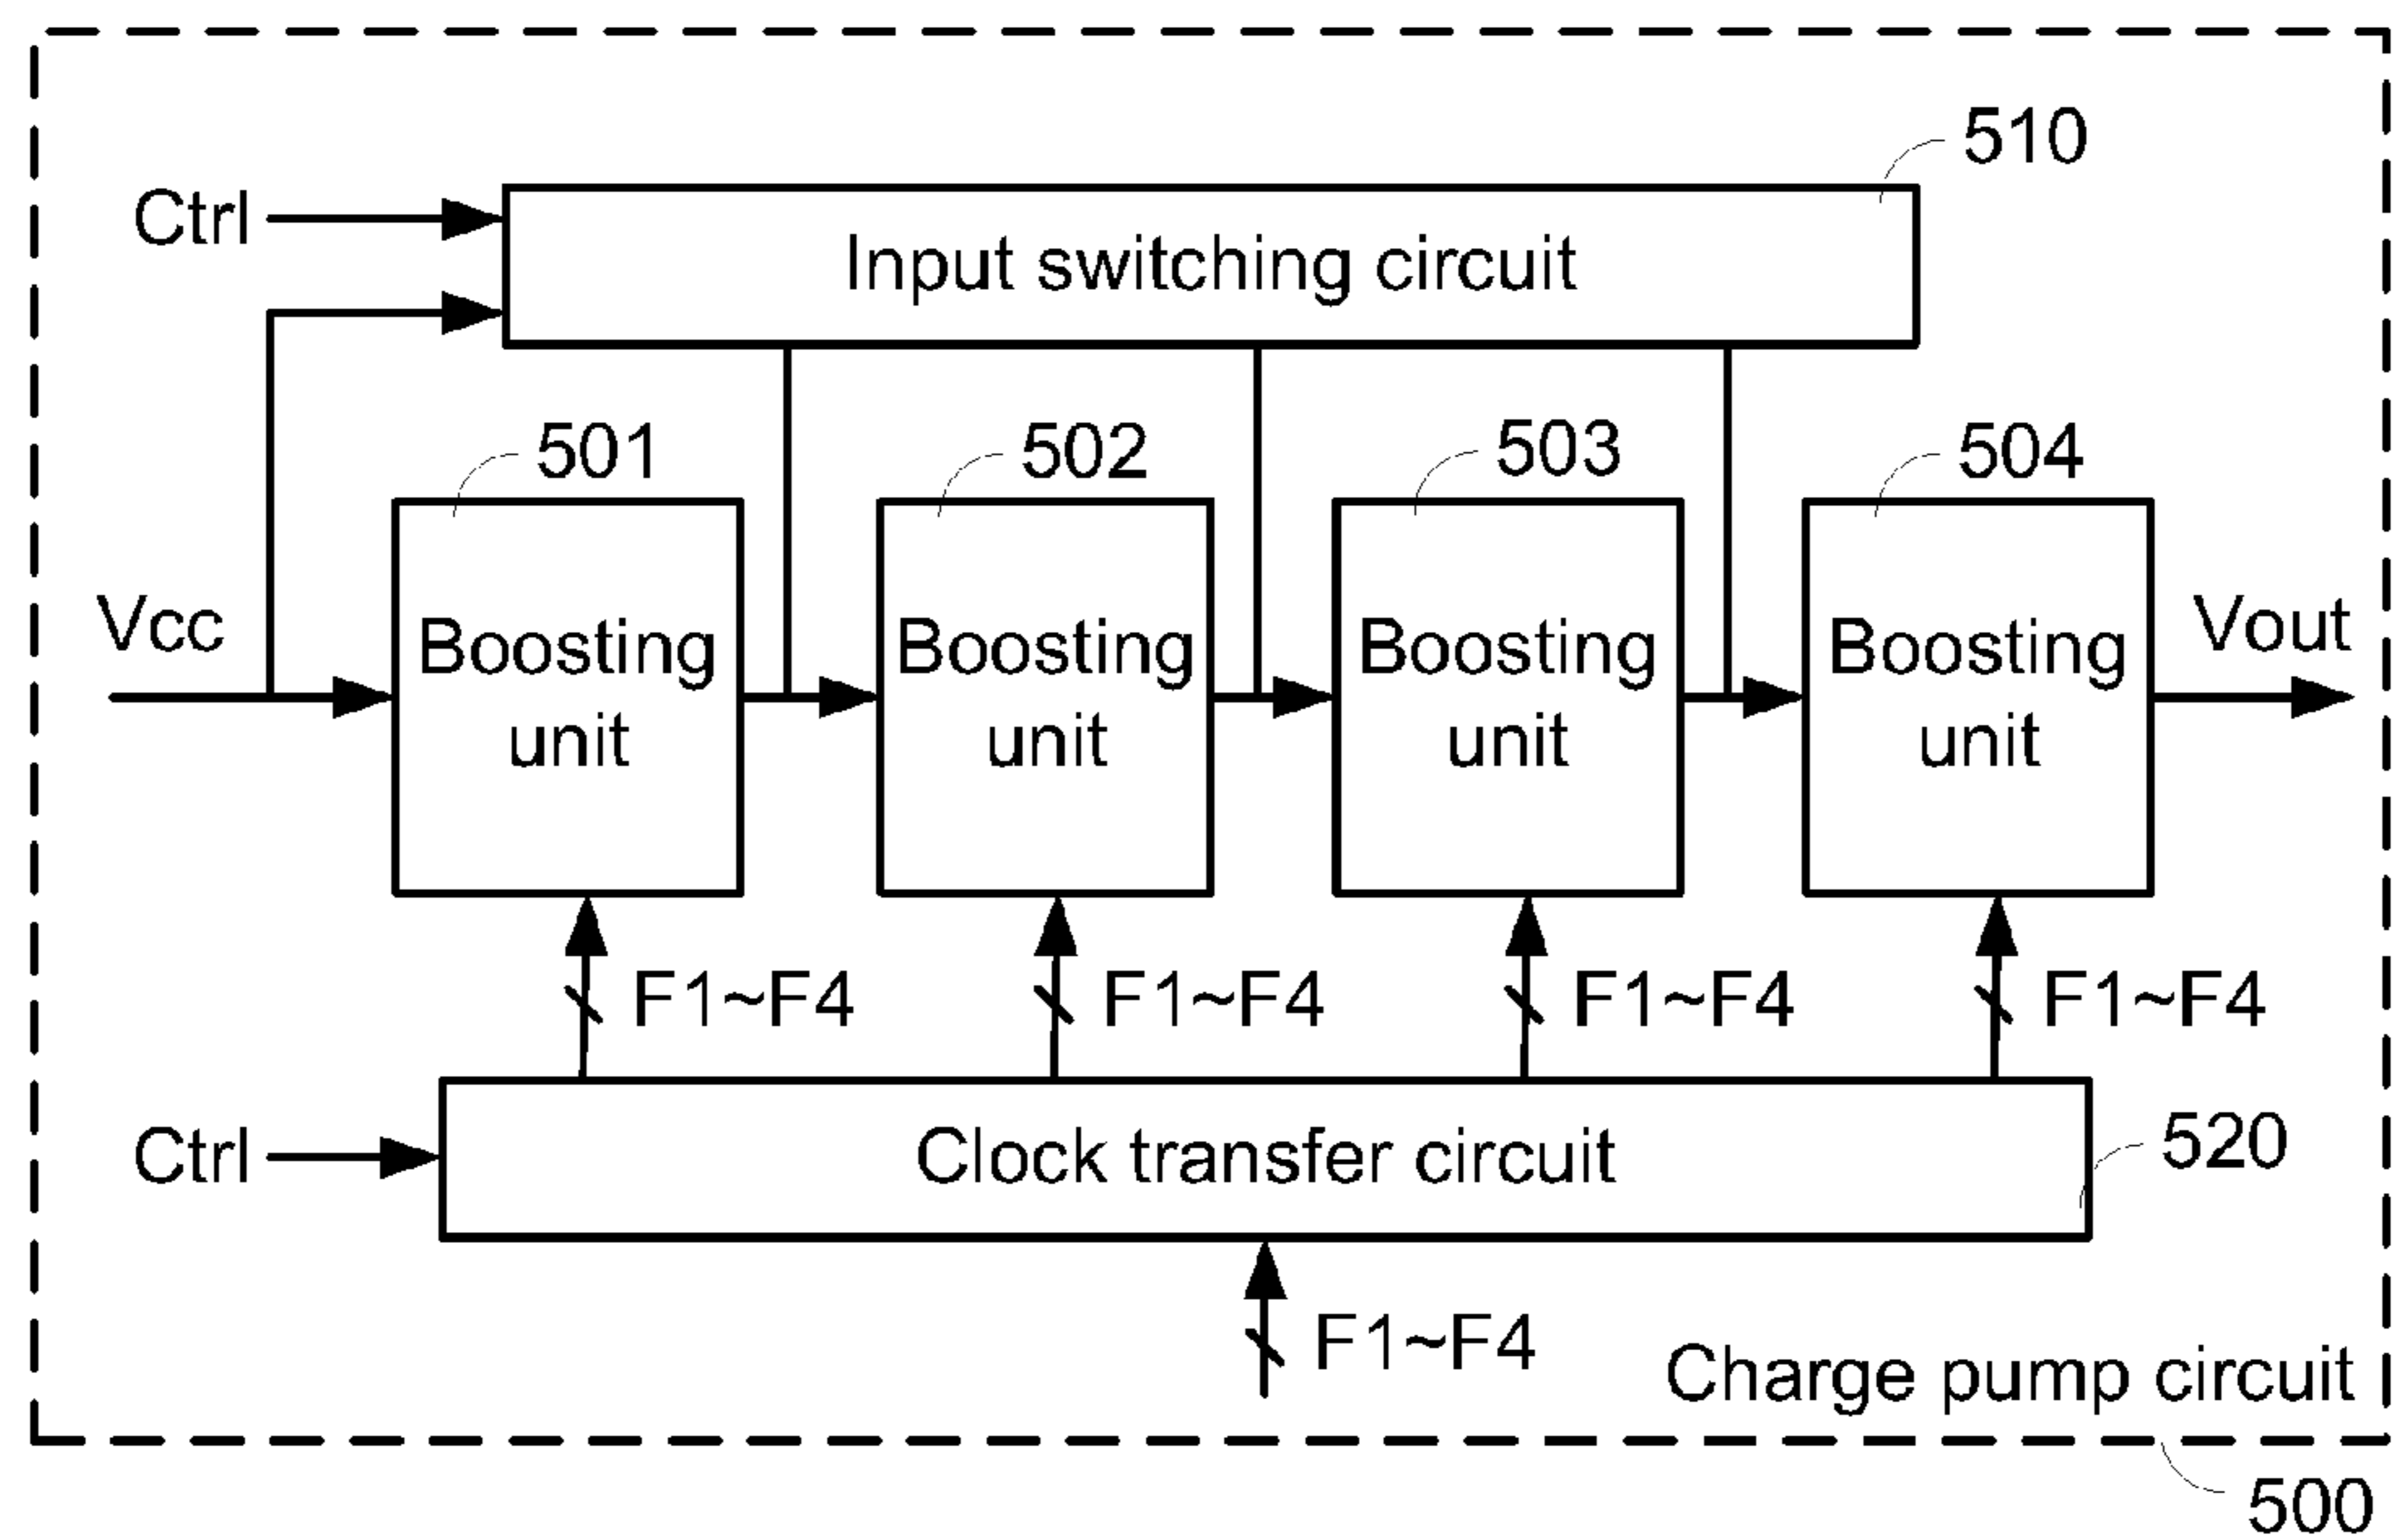 510
Ctrl
Input switching circuit
501
502
503
504
Vcc
Boosting
unit
Boosting
unit
Boosting
unit
Boosting
unit
Vout
F1~F4
F1~F4
F1~F4
F1~F4
Ctrl
Clock transfer circuit
520
F1~F4
Charge pump circuit
500